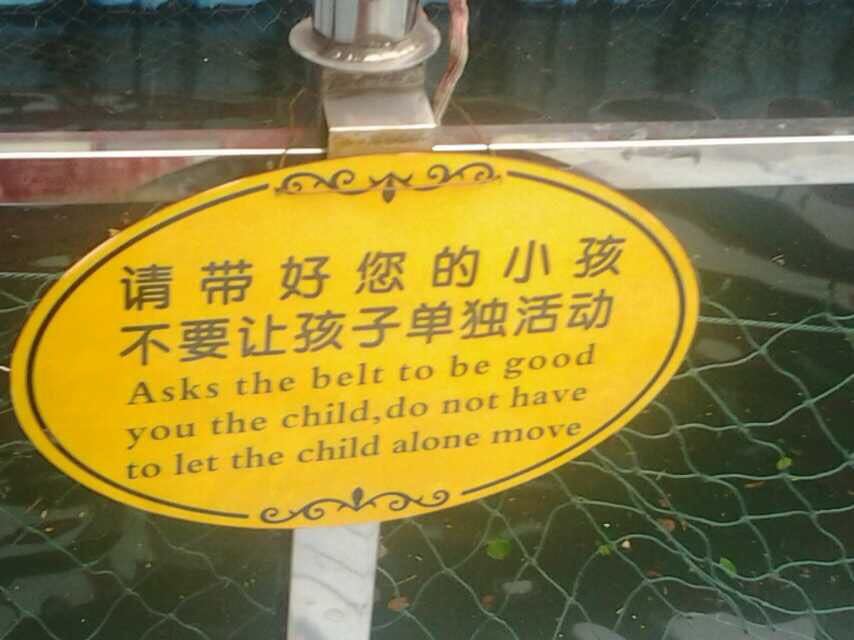 请带好您的小孩
不要让孩子单独活动
Asks the belt to be good
you the child,do not have
to let the child alone move